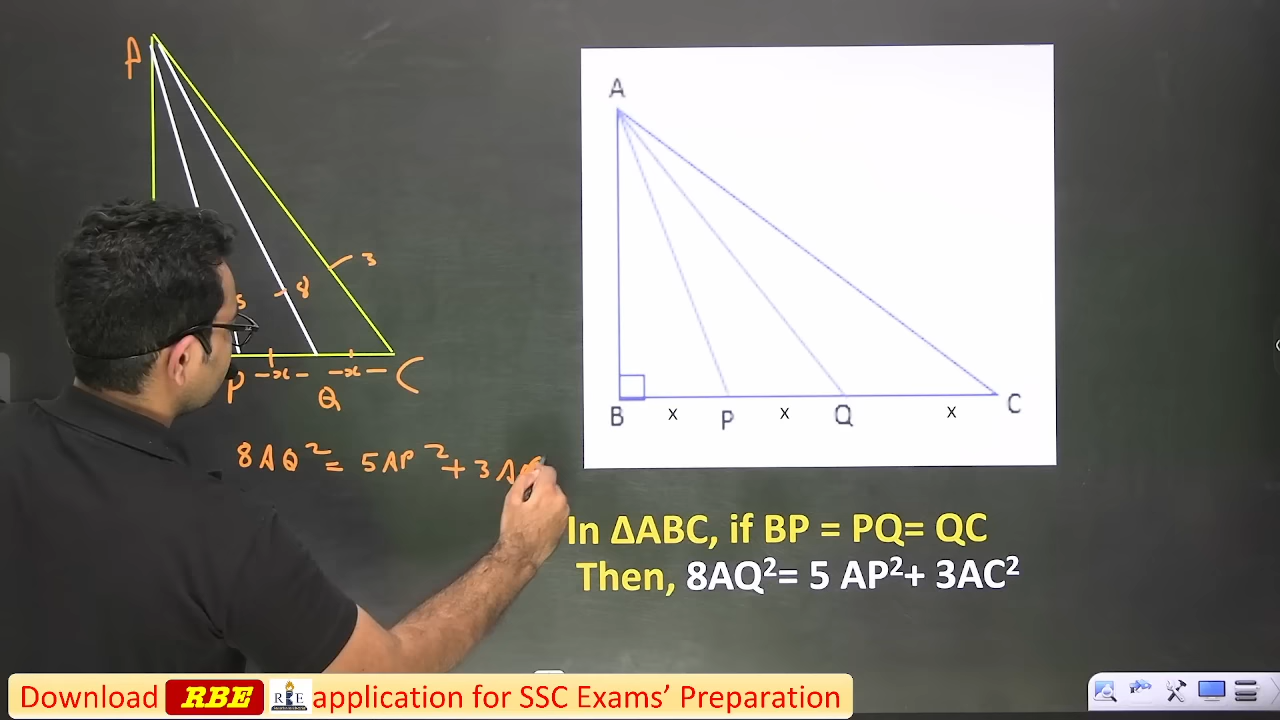 A
3
8
5
P
-x-
Q
-x-
C
8AQ²= 5AP²+ 3A
A
B
x
P
x
Q
x
C
In ΔABC, if BP = PQ= QC
Then, 8AQ²= 5 AP²+ 3AC²
Download RBE RBE application for SSC Exams’ Preparation